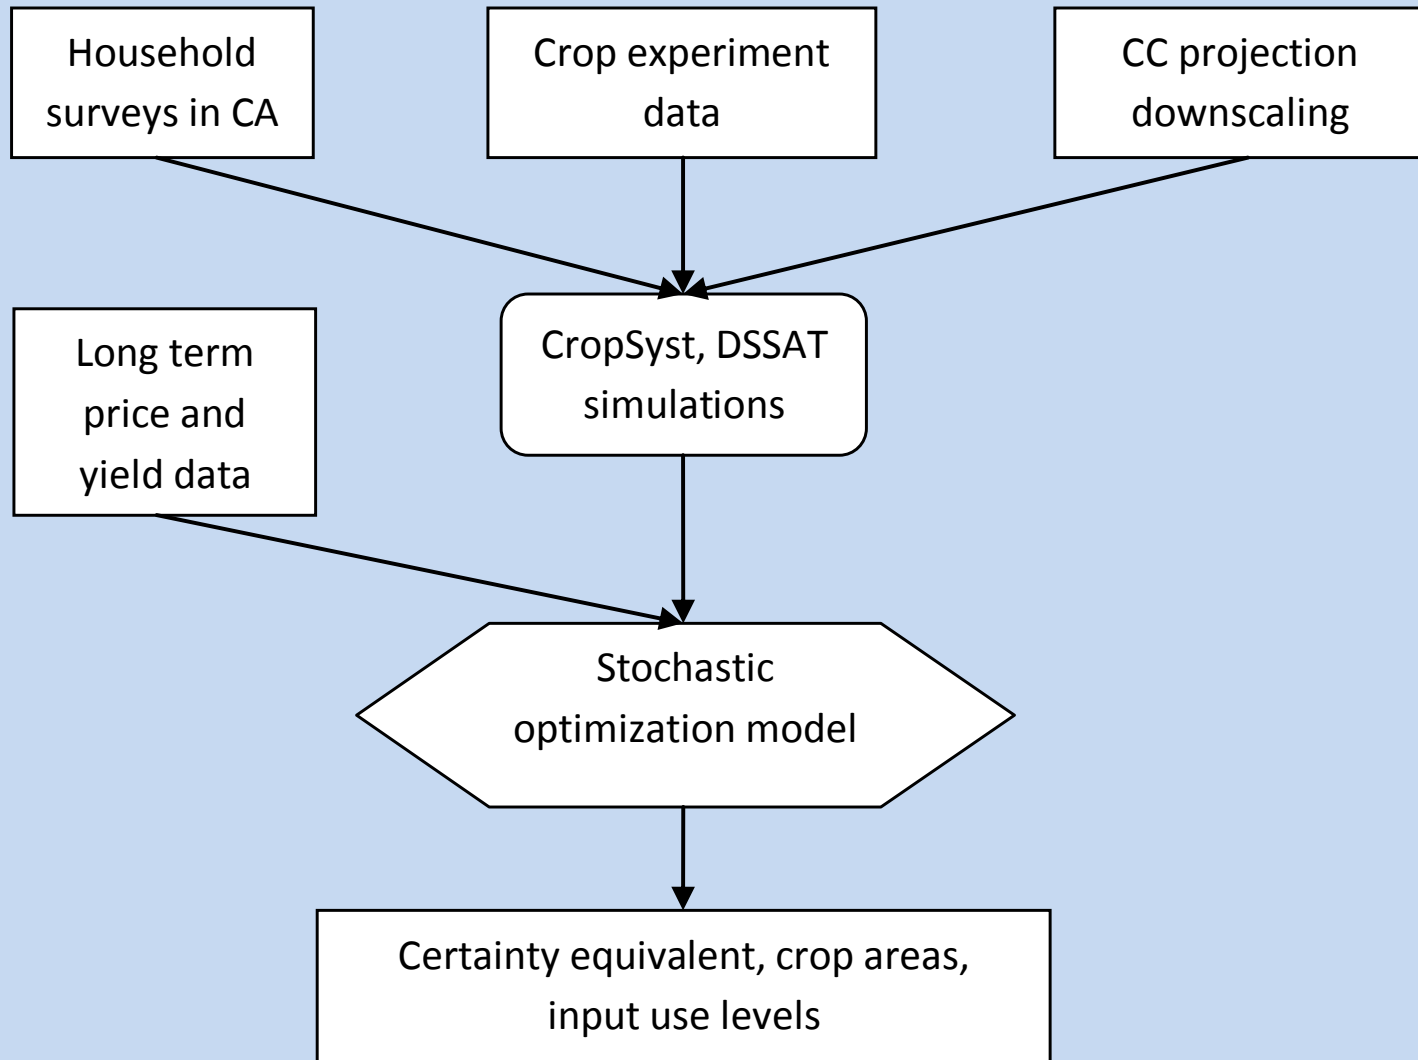 Household
surveys in CA
Crop experiment
data
CC projection
downscaling
CropSyst, DSSAT
simulations
Long term
price and
yield data
Stochastic
optimization model
Certainty equivalent, crop areas,
input use levels